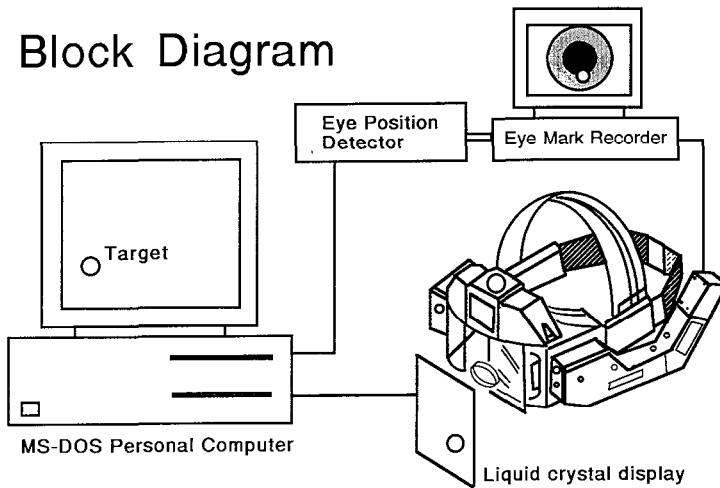 Block Diagram
Eye Position
Detector
Eye Mark Recorder
Target
MS-DOS Personal Computer
Liquid crystal display